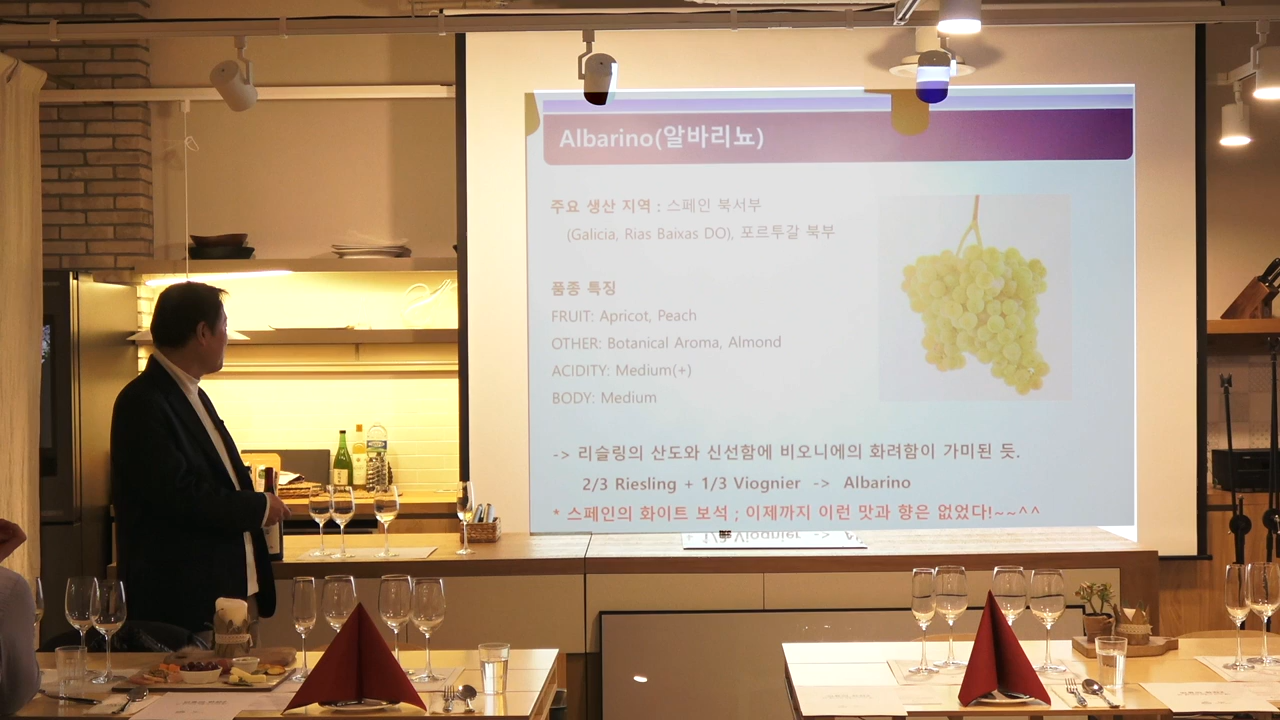 Albarino(알바리뇨)
주요 생산 지역 : 스페인 북서부
(Galicia, Rias Baixas DO), 포르투갈 북부
품종 특징
FRUIT: Apricot, Peach
OTHER: Botanical Aroma, Almond
ACIDITY: Medium(+)
BODY: Medium
-> 리슬링의 산도와 신선함에 비오니에의 화려함이 가미된 듯.
2/3 Riesling + 1/3 Viognier -> Albarino
* 스페인의 화이트 보석 ; 이제까지 이런 맛과 향은 없었다!~~^^